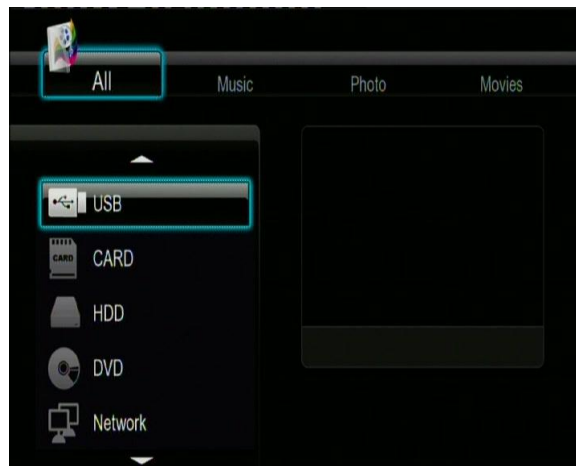 All
Music
Photo
Movies
USB
CARD
CARD
HDD
DVD
Network